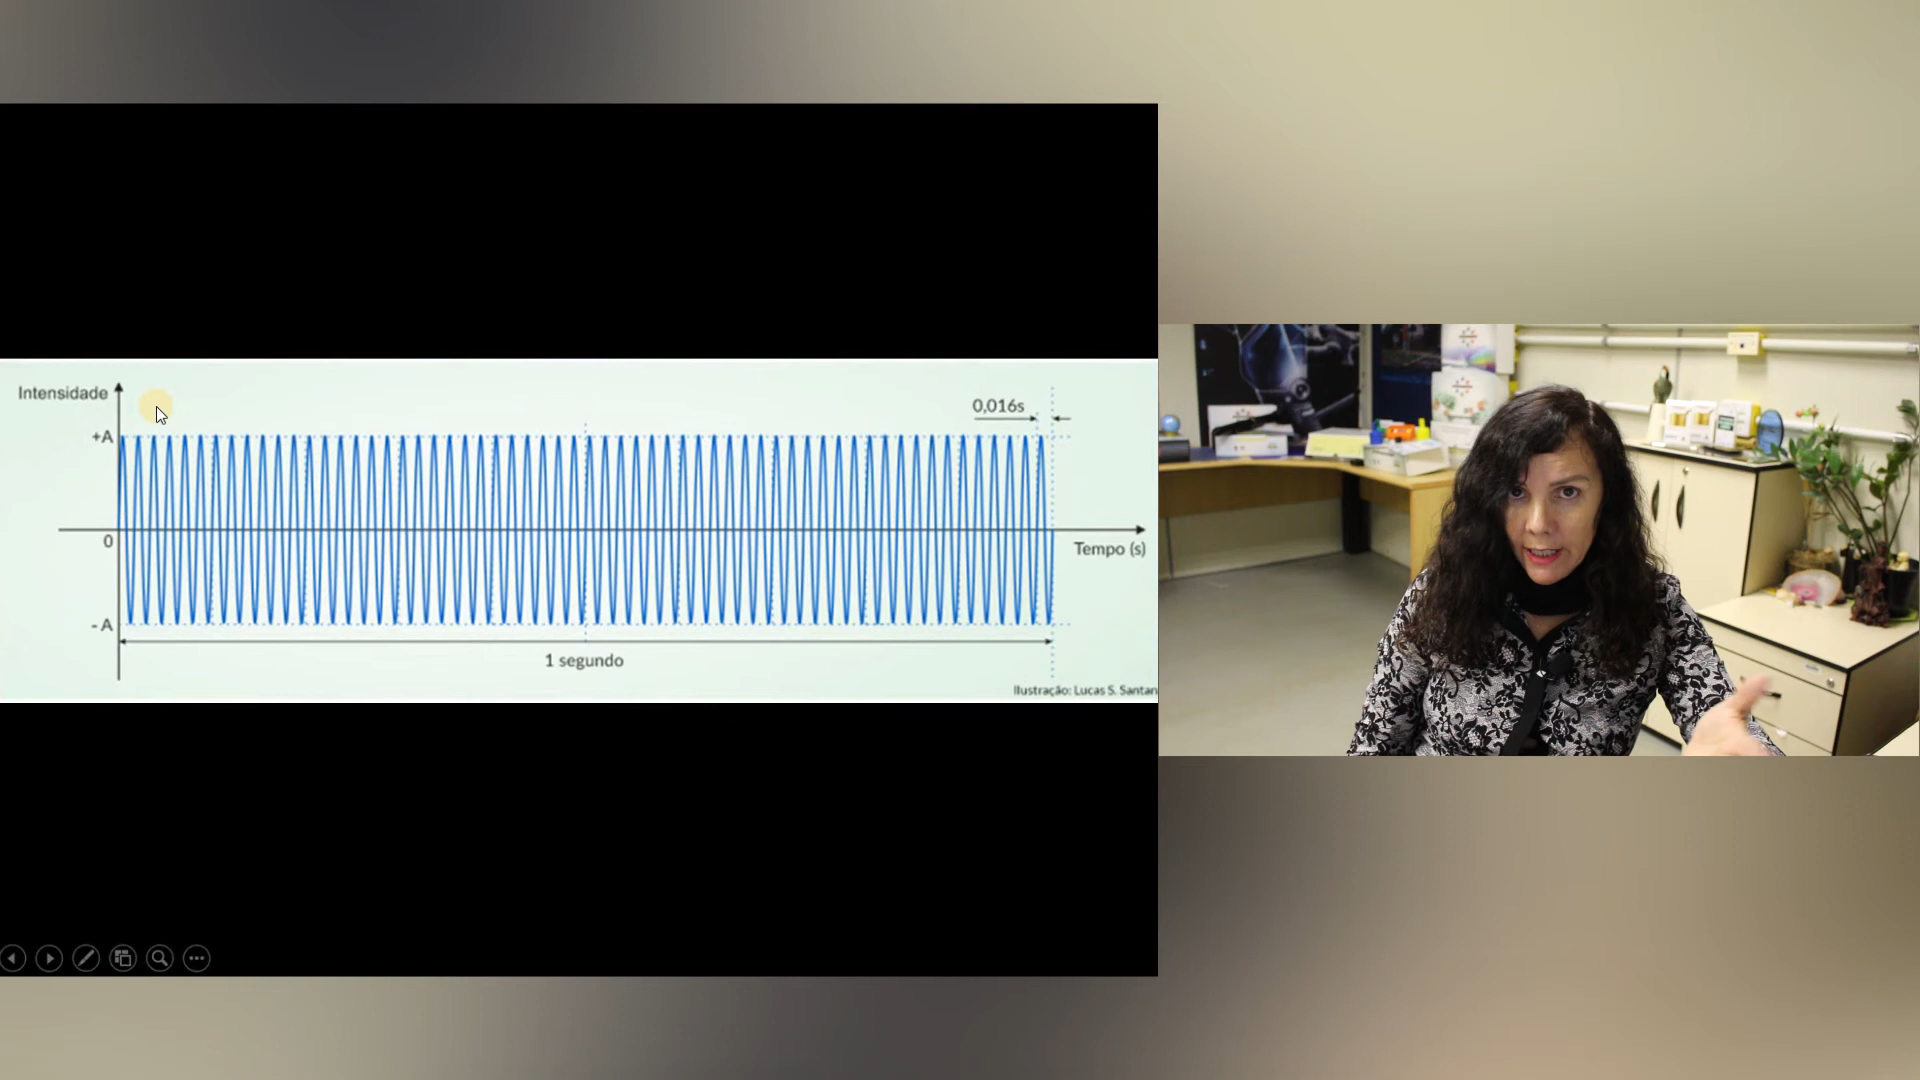 Intensidade
0,016s
+A
0
Tempo (s)
- A
1 segundo
Ilustração: Lucas S. Santan